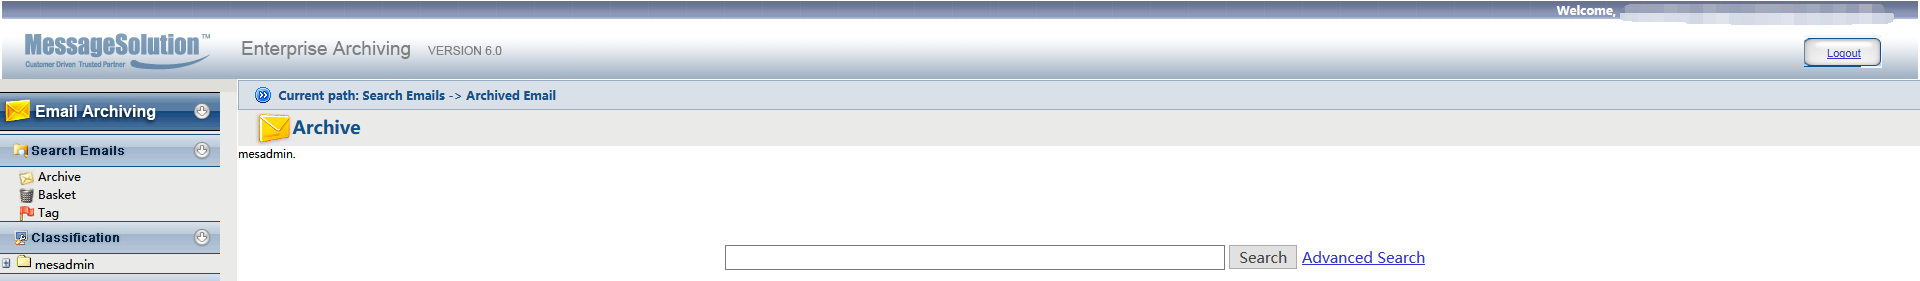 Welcome,
MessageSolution™
Customer Driven Trusted Partner
Enterprise Archiving VERSION 6.0
Logout
Email Archiving
Search Emails
Archive
Basket
Tag
Classification
mesadmin
Current path: Search Emails -> Archived Email
Archive
mesadmin.
Search Advanced Search